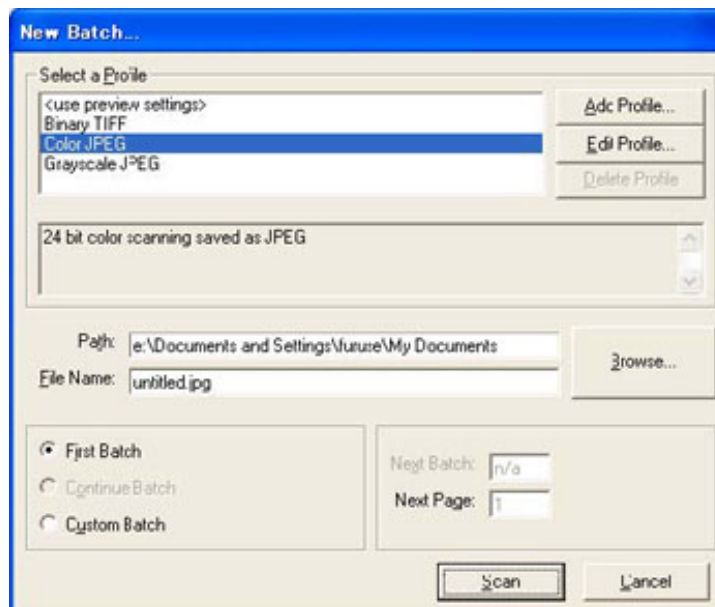 New Batch...
Select a Profile
<use preview settings>
Binary TIFF
Color JPEG
Grayscale JPEG
Add Profile...
Edit Profile...
Delete Profile
24 bit color scanning saved as JPEG
Path: e:\Documents and Settings\furuse\My Documents
File Name: untitled.jpg
Browse...
First Batch
Continue Batch
Custom Batch
Next Batch: n/a
Next Page: 1
Scan Cancel